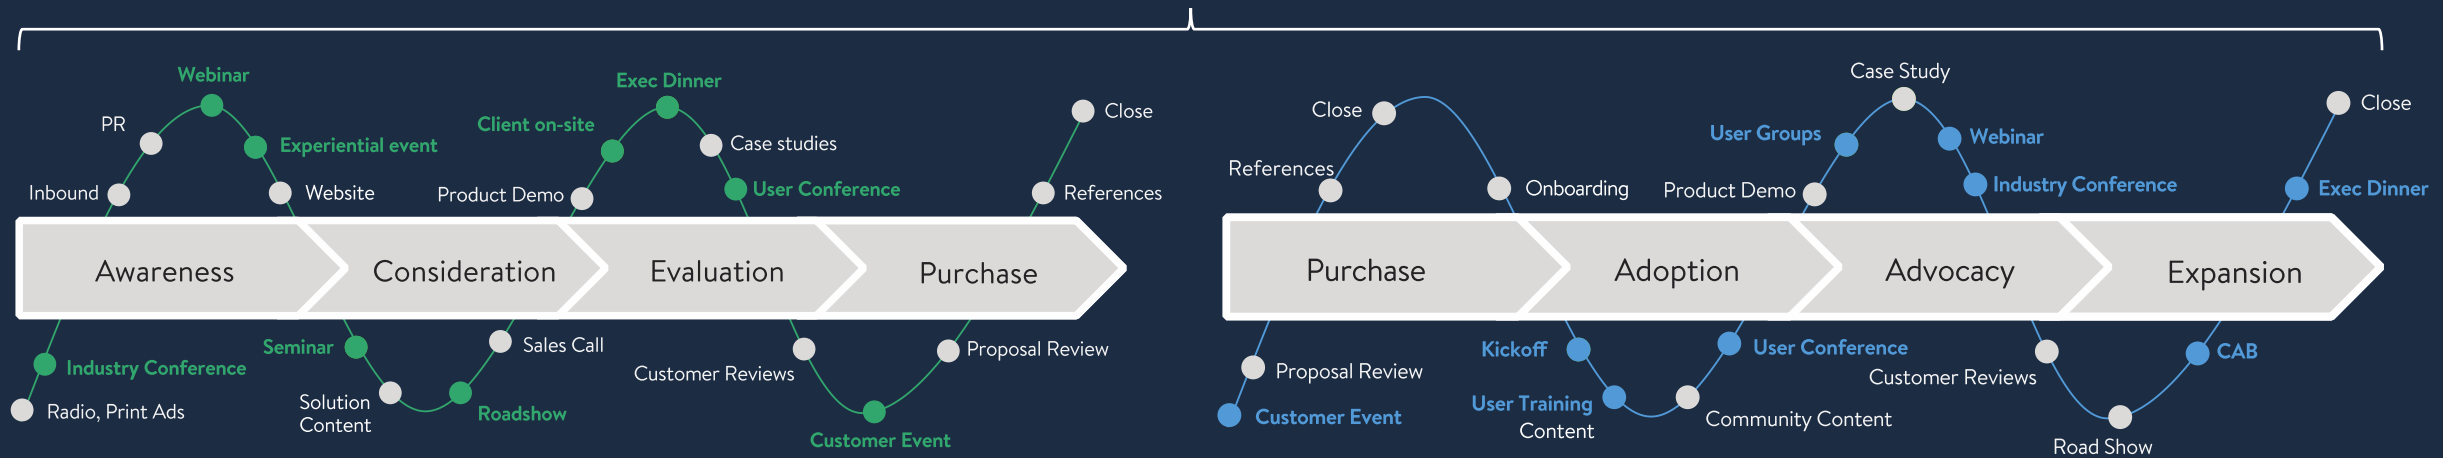 Webinar
PR
Experiential event
Inbound
Website
Exec Dinner
Client on-site
Case studies
Product Demo
User Conference
Close
References
Awareness
Consideration
Evaluation
Purchase
Industry Conference
Radio, Print Ads
Seminar
Solution
Content
Sales Call
Roadshow
Customer Reviews
Customer Event
Proposal Review
Close
References
Onboarding
Case Study
User Groups
Webinar
Product Demo
Industry Conference
Close
Exec Dinner
Purchase
Adoption
Advocacy
Expansion
Proposal Review
Customer Event
Kickoff
User Training
Content
User Conference
Community Content
Customer Reviews
Road Show
CAB